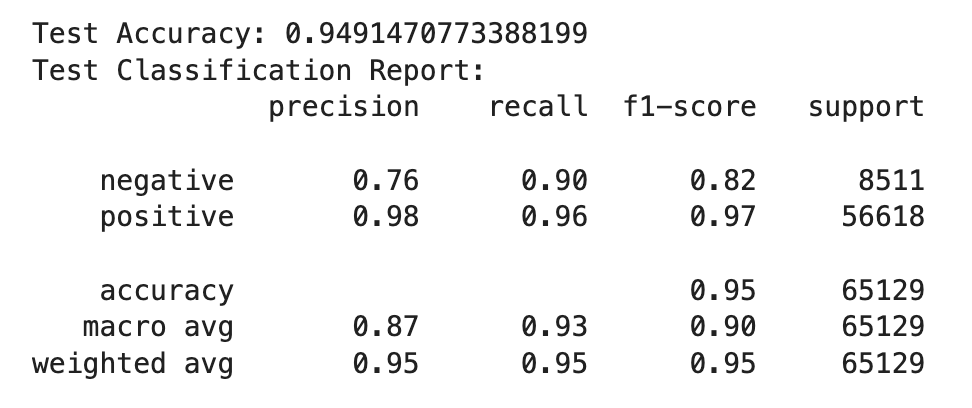 Test Accuracy: 0.9491470773388199
Test Classification Report:
precision recall f1-score support
negative 0.76 0.90 0.82 8511
positive 0.98 0.96 0.97 56618
accuracy 0.95 65129
macro avg 0.87 0.93 0.90 65129
weighted avg 0.95 0.95 0.95 65129